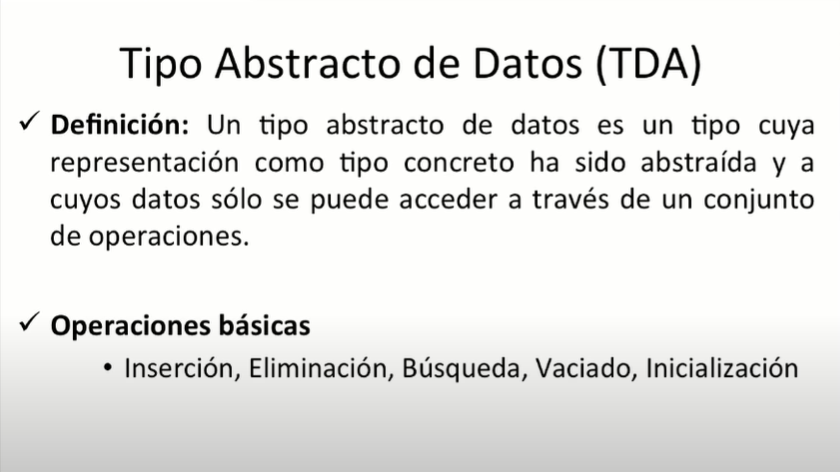 Tipo Abstracto de Datos (TDA)
✓ Definición: Un tipo abstracto de datos es un tipo cuya
representación como tipo concreto ha sido abstraída y a
cuyos datos sólo se puede acceder a través de un conjunto
de operaciones.
✓ Operaciones básicas
• Inserción, Eliminación, Búsqueda, Vaciado, Inicialización